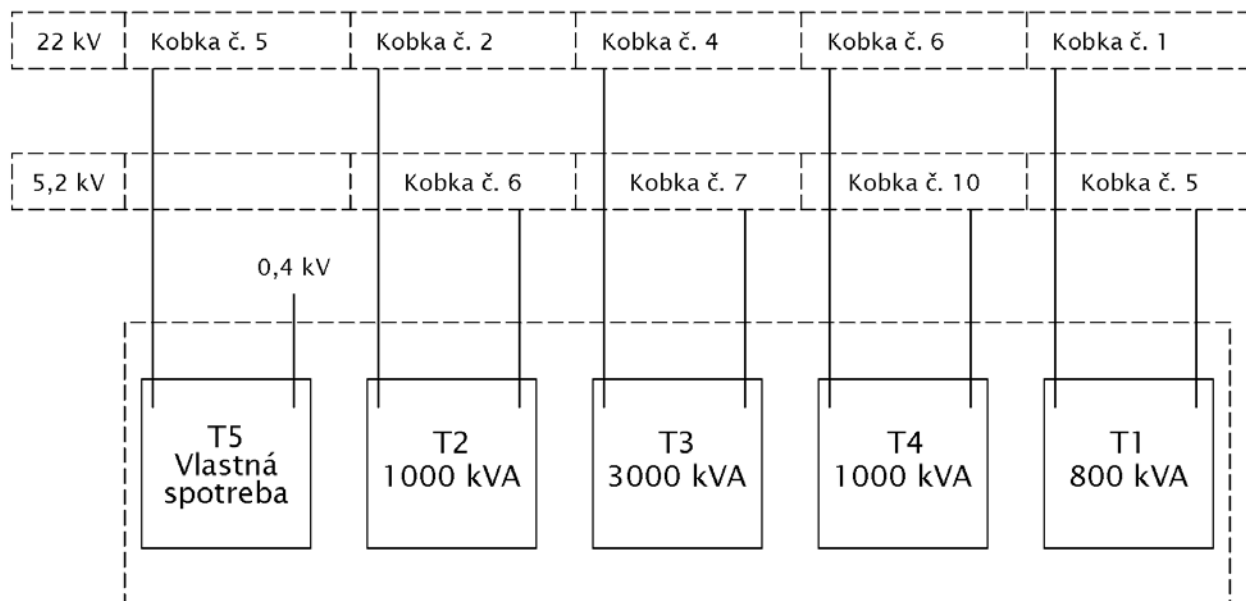 22 kV Kobka č. 5 Kobka č. 2 Kobka č. 4 Kobka č. 6 Kobka č. 1
5,2 kV Kobka č. 6 Kobka č. 7 Kobka č. 10 Kobka č. 5
0,4 kV
T5
Vlastná
spotreba
T2
1000 kVA
T3
3000 kVA
T4
1000 kVA
T1
800 kVA